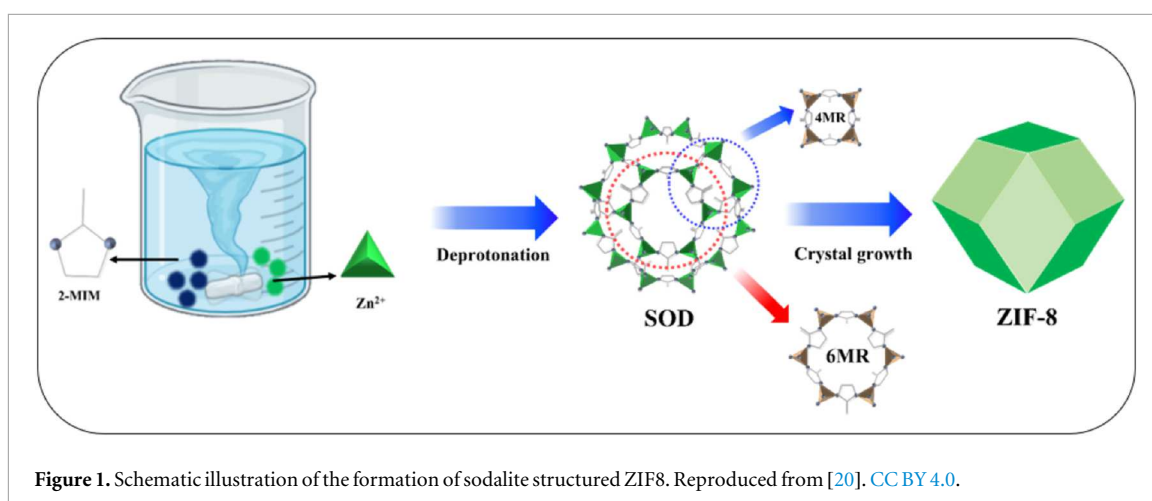 2-MIM
Zn²⁺
Deprotonation
SOD
4MR
6MR
Crystal growth
ZIF-8
Figure 1. Schematic illustration of the formation of sodalite structured ZIF8. Reproduced from [20]. CC BY 4.0.